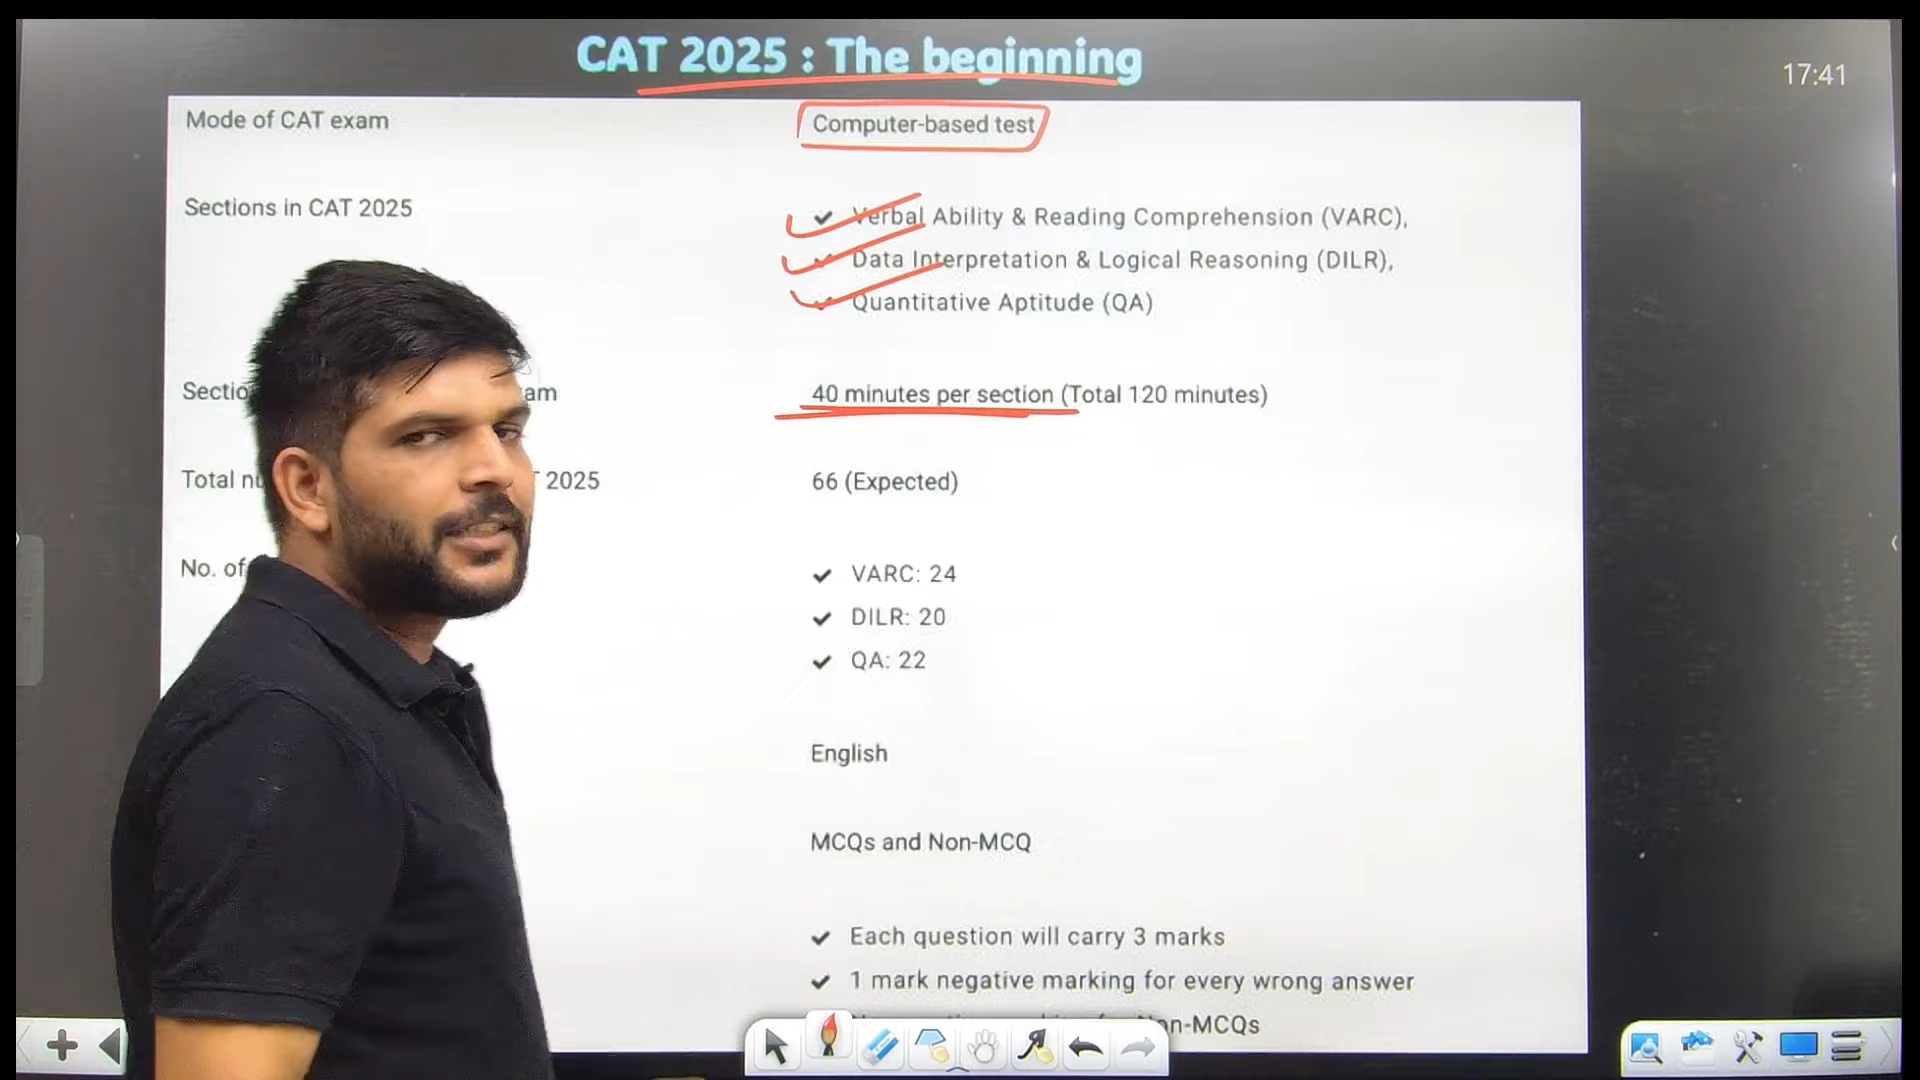 CAT 2025 : The beginning
17:41
Mode of CAT exam
Computer-based test
Sections in CAT 2025
Verbal Ability & Reading Comprehension (VARC),
Data Interpretation & Logical Reasoning (DILR),
Quantitative Aptitude (QA)
40 minutes per section (Total 120 minutes)
Total 2025
66 (Expected)
No. of
VARC: 24
DILR: 20
QA: 22
English
MCQs and Non-MCQ
Each question will carry 3 marks
1 mark negative marking for every wrong answer
Non-MCQs